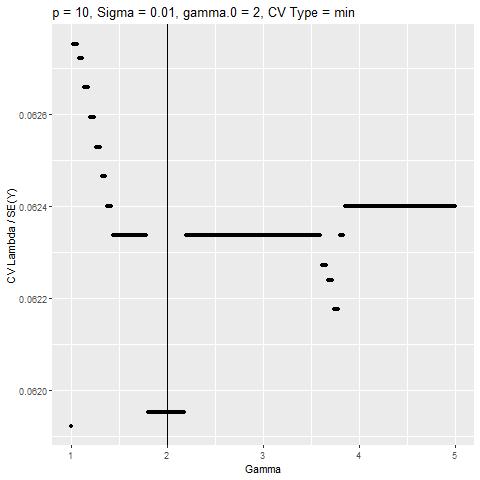 p = 10, Sigma = 0.01, gamma.0 = 2, CV Type = min
CV Lambda / SE(Y)
0.0626
0.0624
0.0622
0.0620
1 2 3 4 5
Gamma